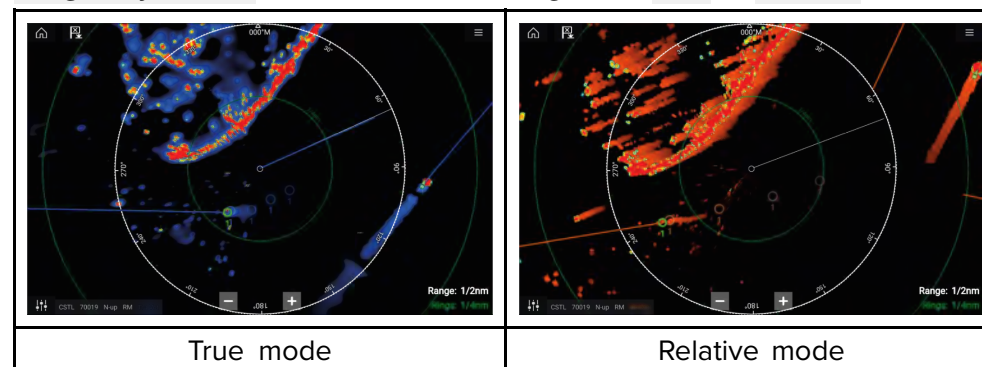 000°M
30°
60°
90°
120°
150°
180°
210°
240°
270°
300°
330°
Range: 1/2nm
Rings: 1/4nm
CSTL 70019 N-up RM
000°M
30°
60°
90°
120°
150°
180°
210°
240°
270°
300°
330°
Range: 1/2nm
Rings: 1/4nm
CSTL 70019 N-up RM
True mode
Relative mode